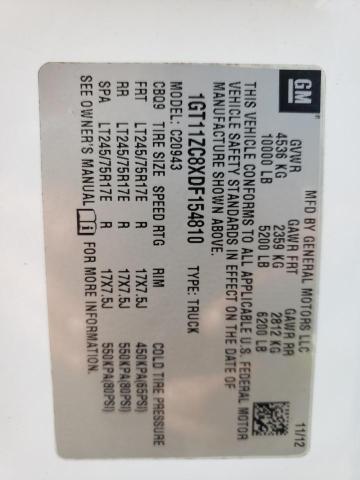 GM
MFD BY GENERAL MOTORS LLC
11/12
GVWR GAWR FRT GAWR RR
4536 KG 2359 KG 2812 KG
10000 LB 5200 LB 6200 LB
THIS VEHICLE CONFORMS TO ALL APPLICABLE U.S. FEDERAL MOTOR
VEHICLE SAFETY STANDARDS IN EFFECT ON THE DATE OF
MANUFACTURE SHOWN ABOVE.
1GT11ZC8XDF154810 TYPE: TRUCK
MODEL: C20943
CBQ9 TIRE SIZE SPEED RTG RIM COLD TIRE PRESSURE
FRT LT245/75R17E R 17X7.5J 450KPA(65PSI)
RR LT245/75R17E R 17X7.5J 550KPA(80PSI)
SPA LT245/75R17E R 17X7.5J 550KPA(80PSI)
SEE OWNER'S MANUAL i FOR MORE INFORMATION.